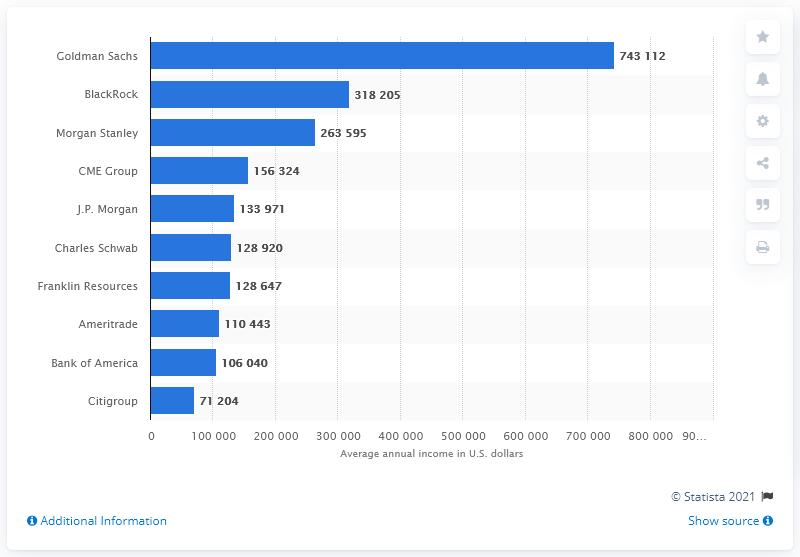 Goldman Sachs 743 112
BlackRock 318 205
Morgan Stanley 263 595
CME Group 156 324
J.P. Morgan 133 971
Charles Schwab 128 920
Franklin Resources 128 647
Ameritrade 110 443
Bank of America 106 040
Citigroup 71 204
0 100 000 200 000 300 000 400 000 500 000 600 000 700 000 800 000 90...
Average annual income in U.S. dollars
© Statista 2021
Additional Information Show source